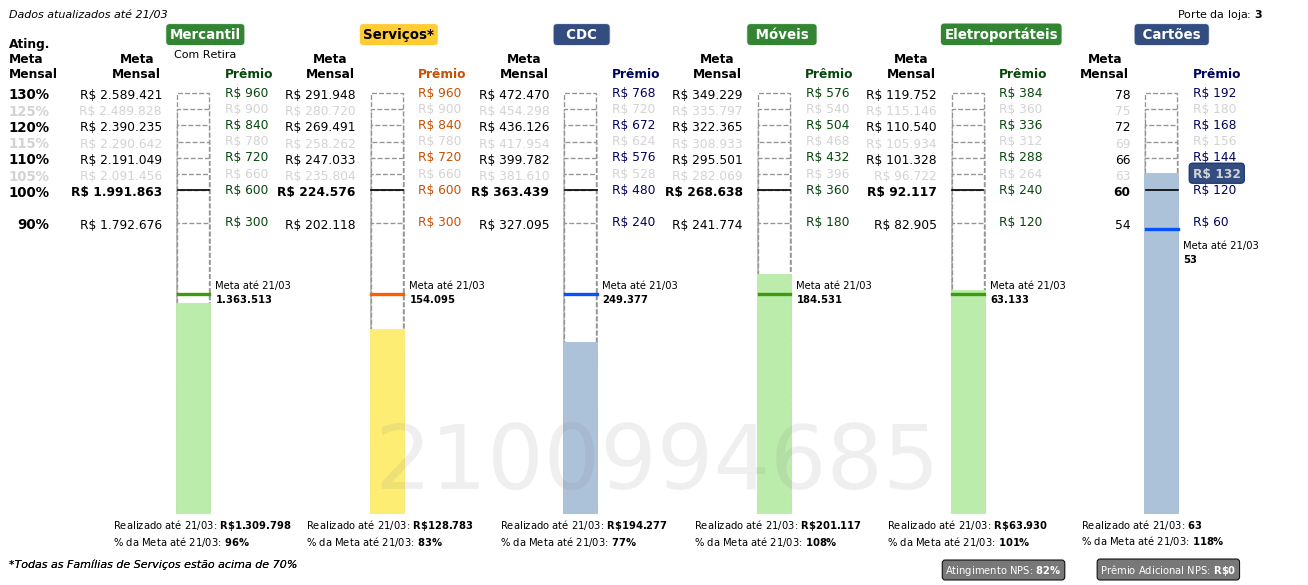 Dados atualizados até 21/03
Porte da loja: 3
Mercantil Serviços* CDC Móveis Eletroportáteis Cartões
Com Retira
Ating. Meta Mensal
Meta Mensal Prêmio Meta Mensal Prêmio Meta Mensal Prêmio Meta Mensal Prêmio Meta Mensal Prêmio Meta Mensal Prêmio
130% R$ 2.589.421 R$ 960 R$ 291.948 R$ 960 R$ 472.470 R$ 768 R$ 349.229 R$ 576 R$ 119.752 R$ 384 78 R$ 192
125% R$ 2.489.828 R$ 900 R$ 280.720 R$ 900 R$ 454.298 R$ 720 R$ 335.797 R$ 540 R$ 115.146 R$ 360 75 R$ 180
120% R$ 2.390.235 R$ 840 R$ 269.491 R$ 840 R$ 436.126 R$ 672 R$ 322.365 R$ 504 R$ 110.540 R$ 336 72 R$ 168
115% R$ 2.290.642 R$ 780 R$ 258.262 R$ 780 R$ 417.954 R$ 624 R$ 308.933 R$ 468 R$ 105.934 R$ 312 69 R$ 156
110% R$ 2.191.049 R$ 720 R$ 247.033 R$ 720 R$ 399.782 R$ 576 R$ 295.501 R$ 432 R$ 101.328 R$ 288 66 R$ 144
105% R$ 2.091.456 R$ 660 R$ 235.804 R$ 660 R$ 381.610 R$ 528 R$ 282.069 R$ 396 R$ 96.722 R$ 264 63 R$ 132
100% R$ 1.991.863 R$ 600 R$ 224.576 R$ 600 R$ 363.439 R$ 480 R$ 268.638 R$ 360 R$ 92.117 R$ 240 60 R$ 120
90% R$ 1.792.676 R$ 300 R$ 202.118 R$ 300 R$ 327.095 R$ 240 R$ 241.774 R$ 180 R$ 82.905 R$ 120 54 R$ 60
Meta até 21/03
53
Meta até 21/03 Meta até 21/03 Meta até 21/03 Meta até 21/03 Meta até 21/03
1.363.513 154.095 249.377 184.531 63.133
2100994685
Realizado até 21/03: R$1.309.798 Realizado até 21/03: R$128.783 Realizado até 21/03: R$194.277 Realizado até 21/03: R$201.117 Realizado até 21/03: R$63.930 Realizado até 21/03: 63
% da Meta até 21/03: 96% % da Meta até 21/03: 83% % da Meta até 21/03: 77% % da Meta até 21/03: 108% % da Meta até 21/03: 101% % da Meta até 21/03: 118%
*Todas as Famílias de Serviços estão acima de 70%
Atingimento NPS: 82% Prêmio Adicional NPS: R$0